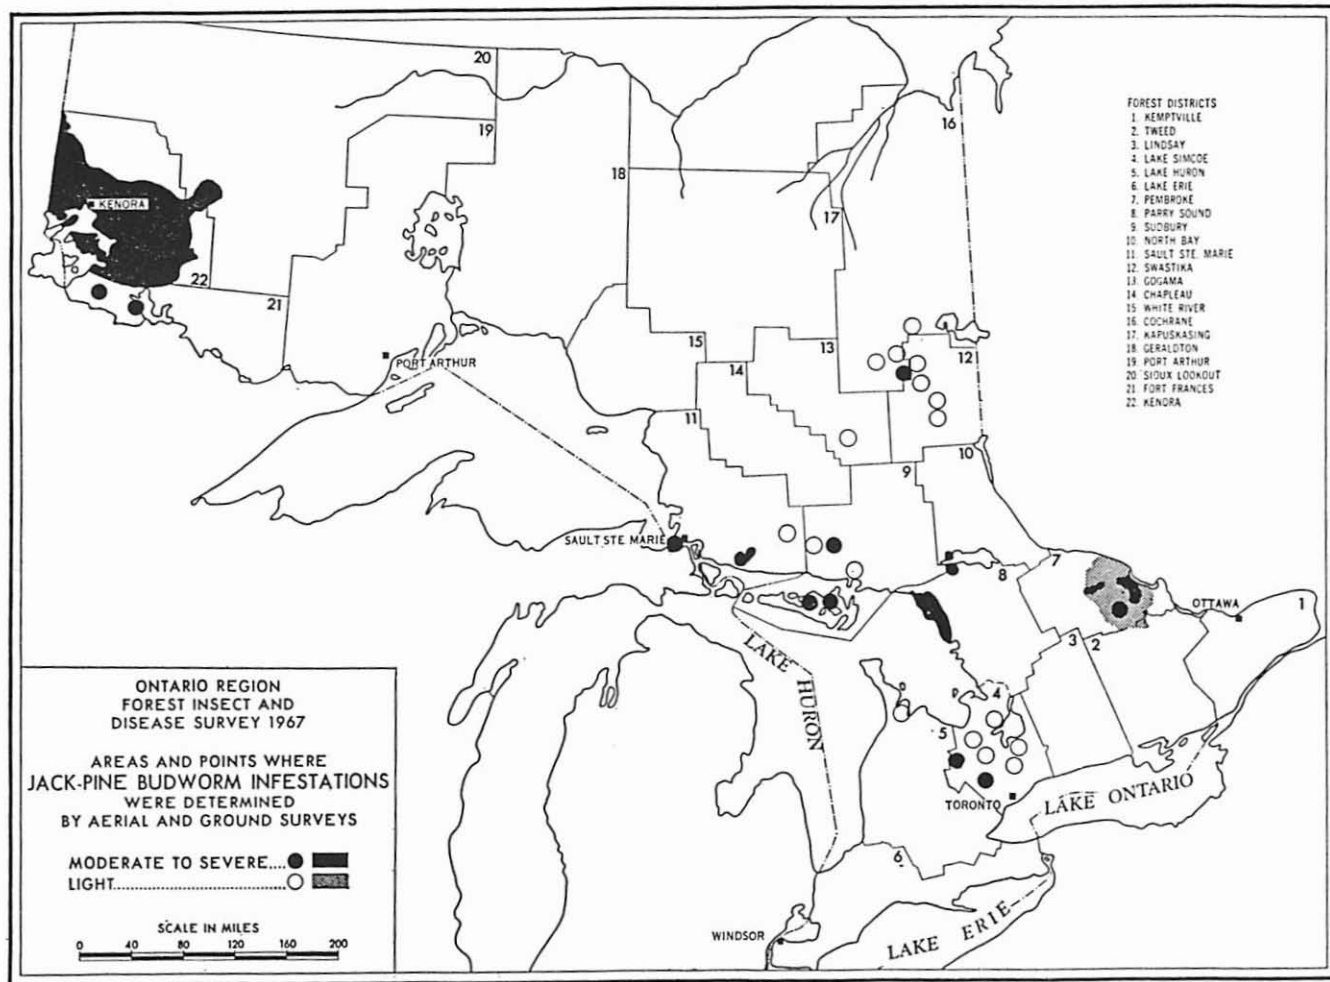 20
19
18
17
16
22
21
15
14
13
12
11
10
9
8
7
1
3
2
4
5
6
KENORA
PORT ARTHUR
SAULT STE. MARIE
OTTAWA
TORONTO
WINDSOR
LAKE HURON
LAKE ONTARIO
LAKE ERIE
FOREST DISTRICTS
1. KEMPTVILLE
2. TWEED
3. LINDSAY
4. LAKE SIMCOE
5. LAKE HURON
6. LAKE ERIE
7. PEMBROKE
8. PARRY SOUND
9. SUDBURY
10. NORTH BAY
11. SAULT STE. MARIE
12. SWASTIKA
13. GOGAMA
14. CHAPLEAU
15. WHITE RIVER
16. COCHRANE
17. KAPUSKASING
18. GERALDTON
19. PORT ARTHUR
20. SIOUX LOOKOUT
21. FORT FRANCES
22. KENORA
ONTARIO REGION
FOREST INSECT AND
DISEASE SURVEY 1967
AREAS AND POINTS WHERE
JACK-PINE BUDWORM INFESTATIONS
WERE DETERMINED
BY AERIAL AND GROUND SURVEYS
MODERATE TO SEVERE....
LIGHT..............................
SCALE IN MILES
0 40 80 120 160 200